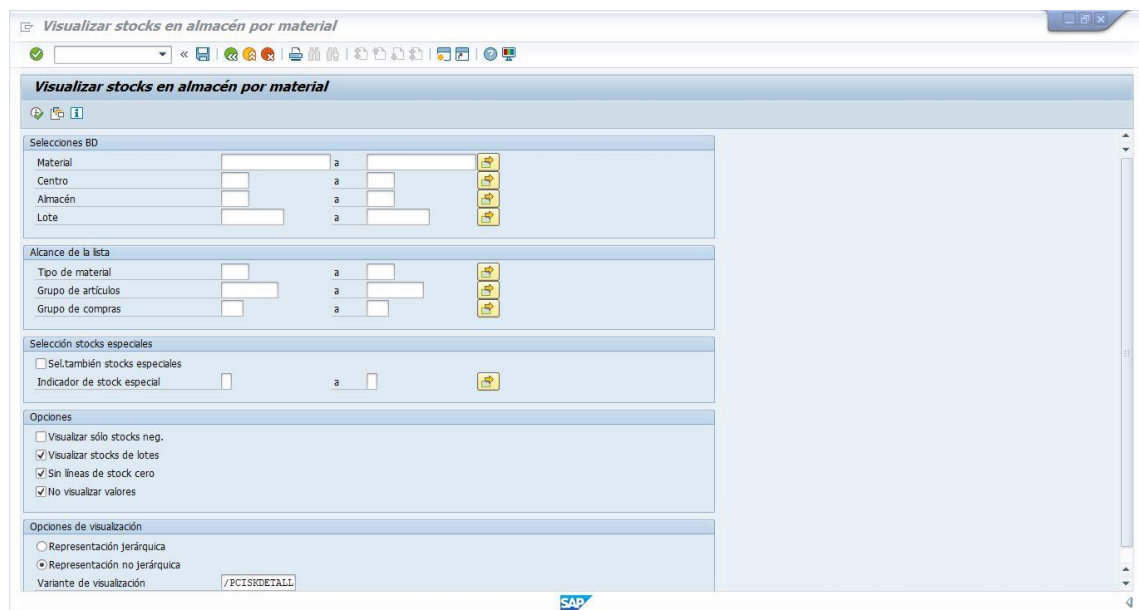 Visualizar stocks en almacén por material
Visualizar stocks en almacén por material
Selecciones BD
Material a
Centro a
Almacén a
Lote a
Alcance de la lista
Tipo de material a
Grupo de artículos a
Grupo de compras a
Selección stocks especiales
Sel.también stocks especiales
Indicador de stock especial a
Opciones
Visualizar sólo stocks neg.
Visualizar stocks de lotes
Sin líneas de stock cero
No visualizar valores
Opciones de visualización
Representación jerárquica
Representación no jerárquica
Variante de visualización /PCISKDETALL
SAP